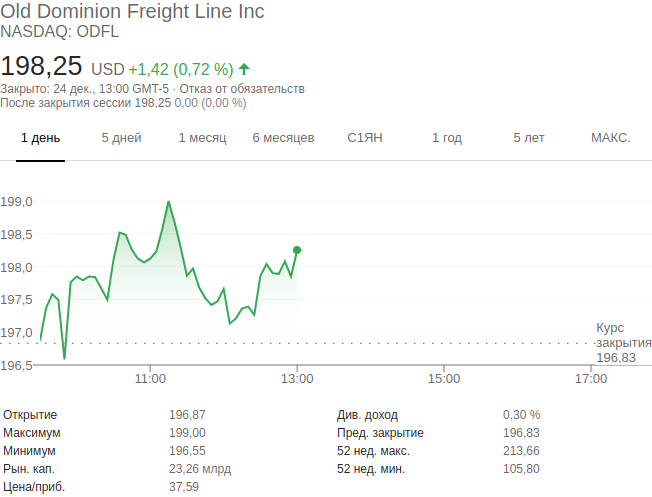 Old Dominion Freight Line Inc
NASDAQ: ODFL
198,25 USD +1,42 (0,72 %)
Закрыто: 24 дек., 13:00 GMT-5 · Отказ от обязательств
После закрытия сессии 198,25 0,00 (0,00 %)
1 день 5 дней 1 месяц 6 месяцев С1ЯН 1 год 5 лет МАКС.
199,0
198,5
198,0
197,5
197,0
196,5
Курс
закрытия
196,83
11:00 13:00 15:00 17:00
Открытие 196,87 Див. доход 0,30 %
Максимум 199,00 Пред. закрытие 196,83
Минимум 196,55 52 нед. макс. 213,66
Рын. кап. 23,26 млрд 52 нед. мин. 105,80
Цена/приб. 37,59